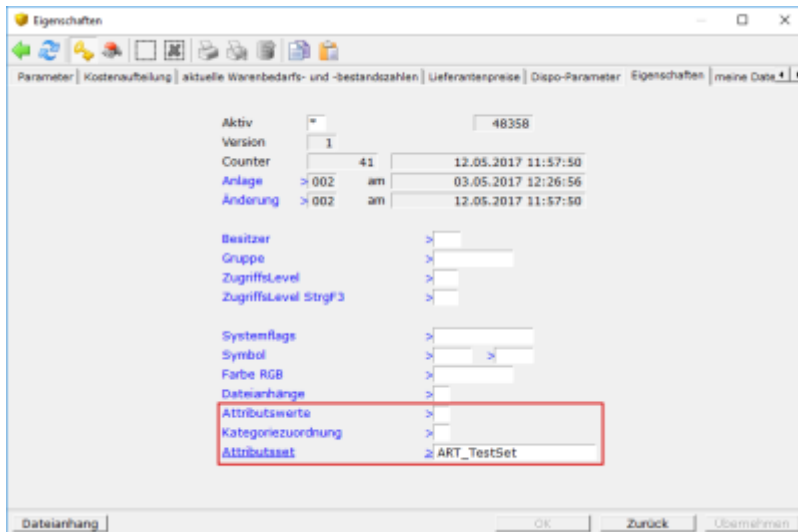 Eigenschaften
Parameter Kostenaufteilung aktuelle Warenbedarfs- und -bestandszahlen Lieferantenpreise Dispo-Parameter Eigenschaften meine Date
Aktiv * 48358
Version 1
Counter 41 12.05.2017 11:57:50
Anlage > 002 am 03.05.2017 12:26:56
Änderung > 002 am 12.05.2017 11:57:50
Besitzer >
Gruppe >
ZugriffsLevel >
ZugriffsLevel StrgF3 >
Systemflags >
Symbol > >
Farbe RGB >
Dateianhänge >
Attributswerte >
Kategoriezuordnung >
Attributsset > ART_TestSet
Dateianhang OK Zurück Übernehmen